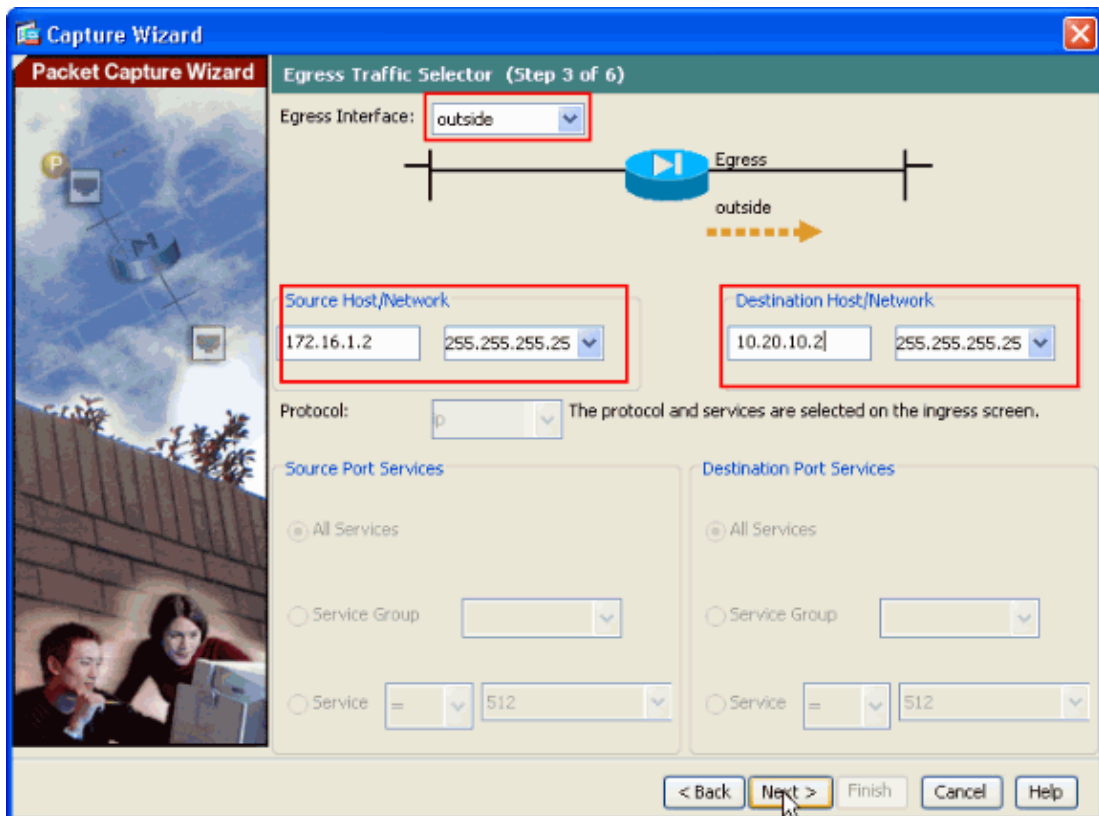 Capture Wizard
Packet Capture Wizard
Egress Traffic Selector (Step 3 of 6)
Egress Interface: outside
Egress
outside
Source Host/Network
172.16.1.2 255.255.255.25
Destination Host/Network
10.20.10.2 255.255.255.25
Protocol: ip The protocol and services are selected on the ingress screen.
Source Port Services
All Services
Service Group
Service = 512
Destination Port Services
All Services
Service Group
Service = 512
< Back Next > Finish Cancel Help
P